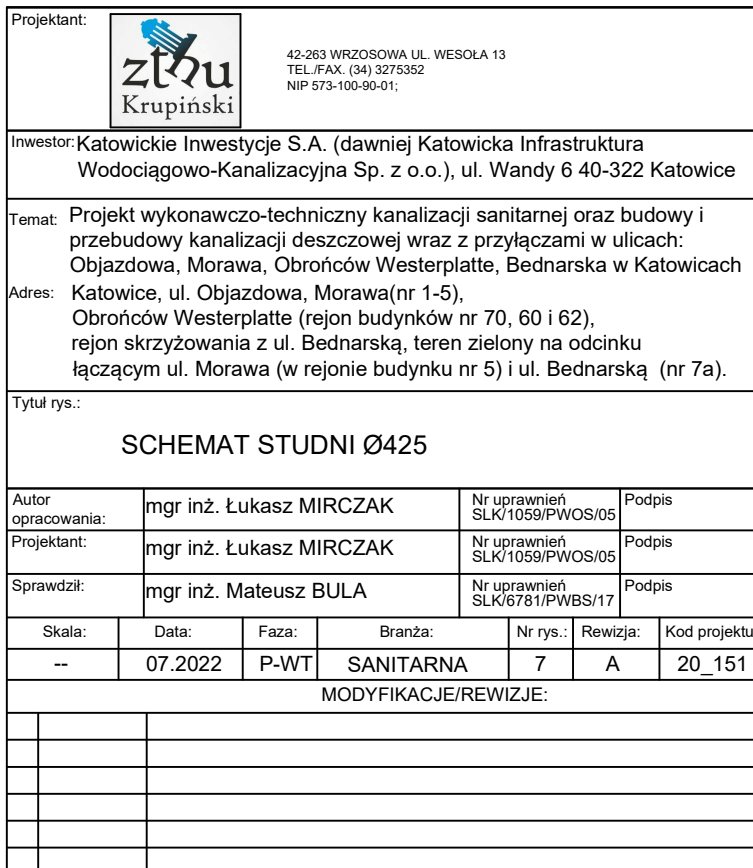 Projektant:
zthu
Krupiński
42-263 WRZOSOWA UL. WESOŁA 13
TEL./FAX. (34) 3275352
NIP 573-100-90-01;
Inwestor: Katowickie Inwestycje S.A. (dawniej Katowicka Infrastruktura
Wodociągowo-Kanalizacyjna Sp. z o.o.), ul. Wandy 6 40-322 Katowice
Temat: Projekt wykonawczo-techniczny kanalizacji sanitarnej oraz budowy i
przebudowy kanalizacji deszczowej wraz z przyłączami w ulicach:
Objazdowa, Morawa, Obrońców Westerplatte, Bednarska w Katowicach
Adres: Katowice, ul. Objazdowa, Morawa(nr 1-5),
Obrońców Westerplatte (rejon budynków nr 70, 60 i 62),
rejon skrzyżowania z ul. Bednarską, teren zielony na odcinku
łączącym ul. Morawa (w rejonie budynku nr 5) i ul. Bednarską (nr 7a).
Tytuł rys.:
SCHEMAT STUDNI Ø425
Autor
opracowania:
mgr inż. Łukasz MIRCZAK
Nr uprawnień
SLK/1059/PWOS/05
Podpis
Projektant:
mgr inż. Łukasz MIRCZAK
Nr uprawnień
SLK/1059/PWOS/05
Podpis
Sprawdził:
mgr inż. Mateusz BULA
Nr uprawnień
SLK/6781/PWBS/17
Podpis
Skala: Data: Faza: Branża: Nr rys.: Rewizja: Kod projektu
-- 07.2022 P-WT SANITARNA 7 A 20_151
MODYFIKACJE/REWIZJE: